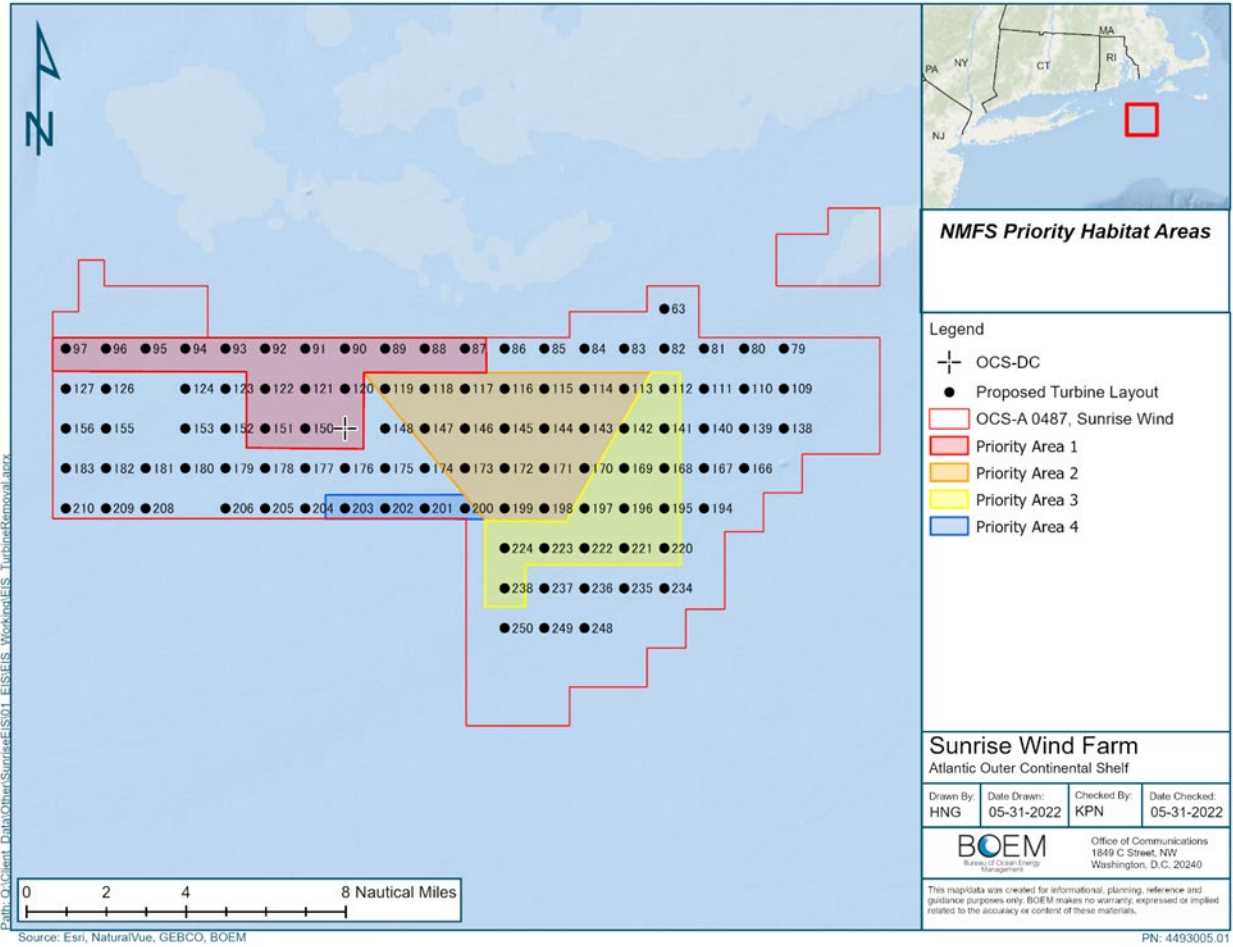 N
PA
NY
CT
MA
RI
NJ
NMFS Priority Habitat Areas
Legend
OCS-DC
Proposed Turbine Layout
OCS-A 0487, Sunrise Wind
Priority Area 1
Priority Area 2
Priority Area 3
Priority Area 4
63
97 96 95 94 93 92 91 90 89 88 87 86 85 84 83 82 81 80 79
127 126 124 123 122 121 120 119 118 117 116 115 114 113 112 111 110 109
156 155 153 152 151 150 148 147 146 145 144 143 142 141 140 139 138
183 182 181 180 179 178 177 176 175 174 173 172 171 170 169 168 167 166
210 209 208 206 205 204 203 202 201 200 199 198 197 196 195 194
224 223 222 221 220
238 237 236 235 234
250 249 248
0 2 4 8 Nautical Miles
Sunrise Wind Farm
Atlantic Outer Continental Shelf
Drawn By: Date Drawn: Checked By: Date Checked:
HNG 05-31-2022 KPN 05-31-2022
BOEM
Bureau of Ocean Energy
Management
Office of Communications
1849 C Street, NW
Washington, D.C. 20240
This map/data was created for informational, planning, reference and
guidance purposes only. BOEM makes no warranty, expressed or implied
related to the accuracy or content of these materials.
Path: Q:\Client_Data\Other\SunriseEIS\01_EIS\EIS_Working\EIS_TurbineRemoval.aprx
Source: Esri, NaturalVue, GEBCO, BOEM
PN: 4493005.01